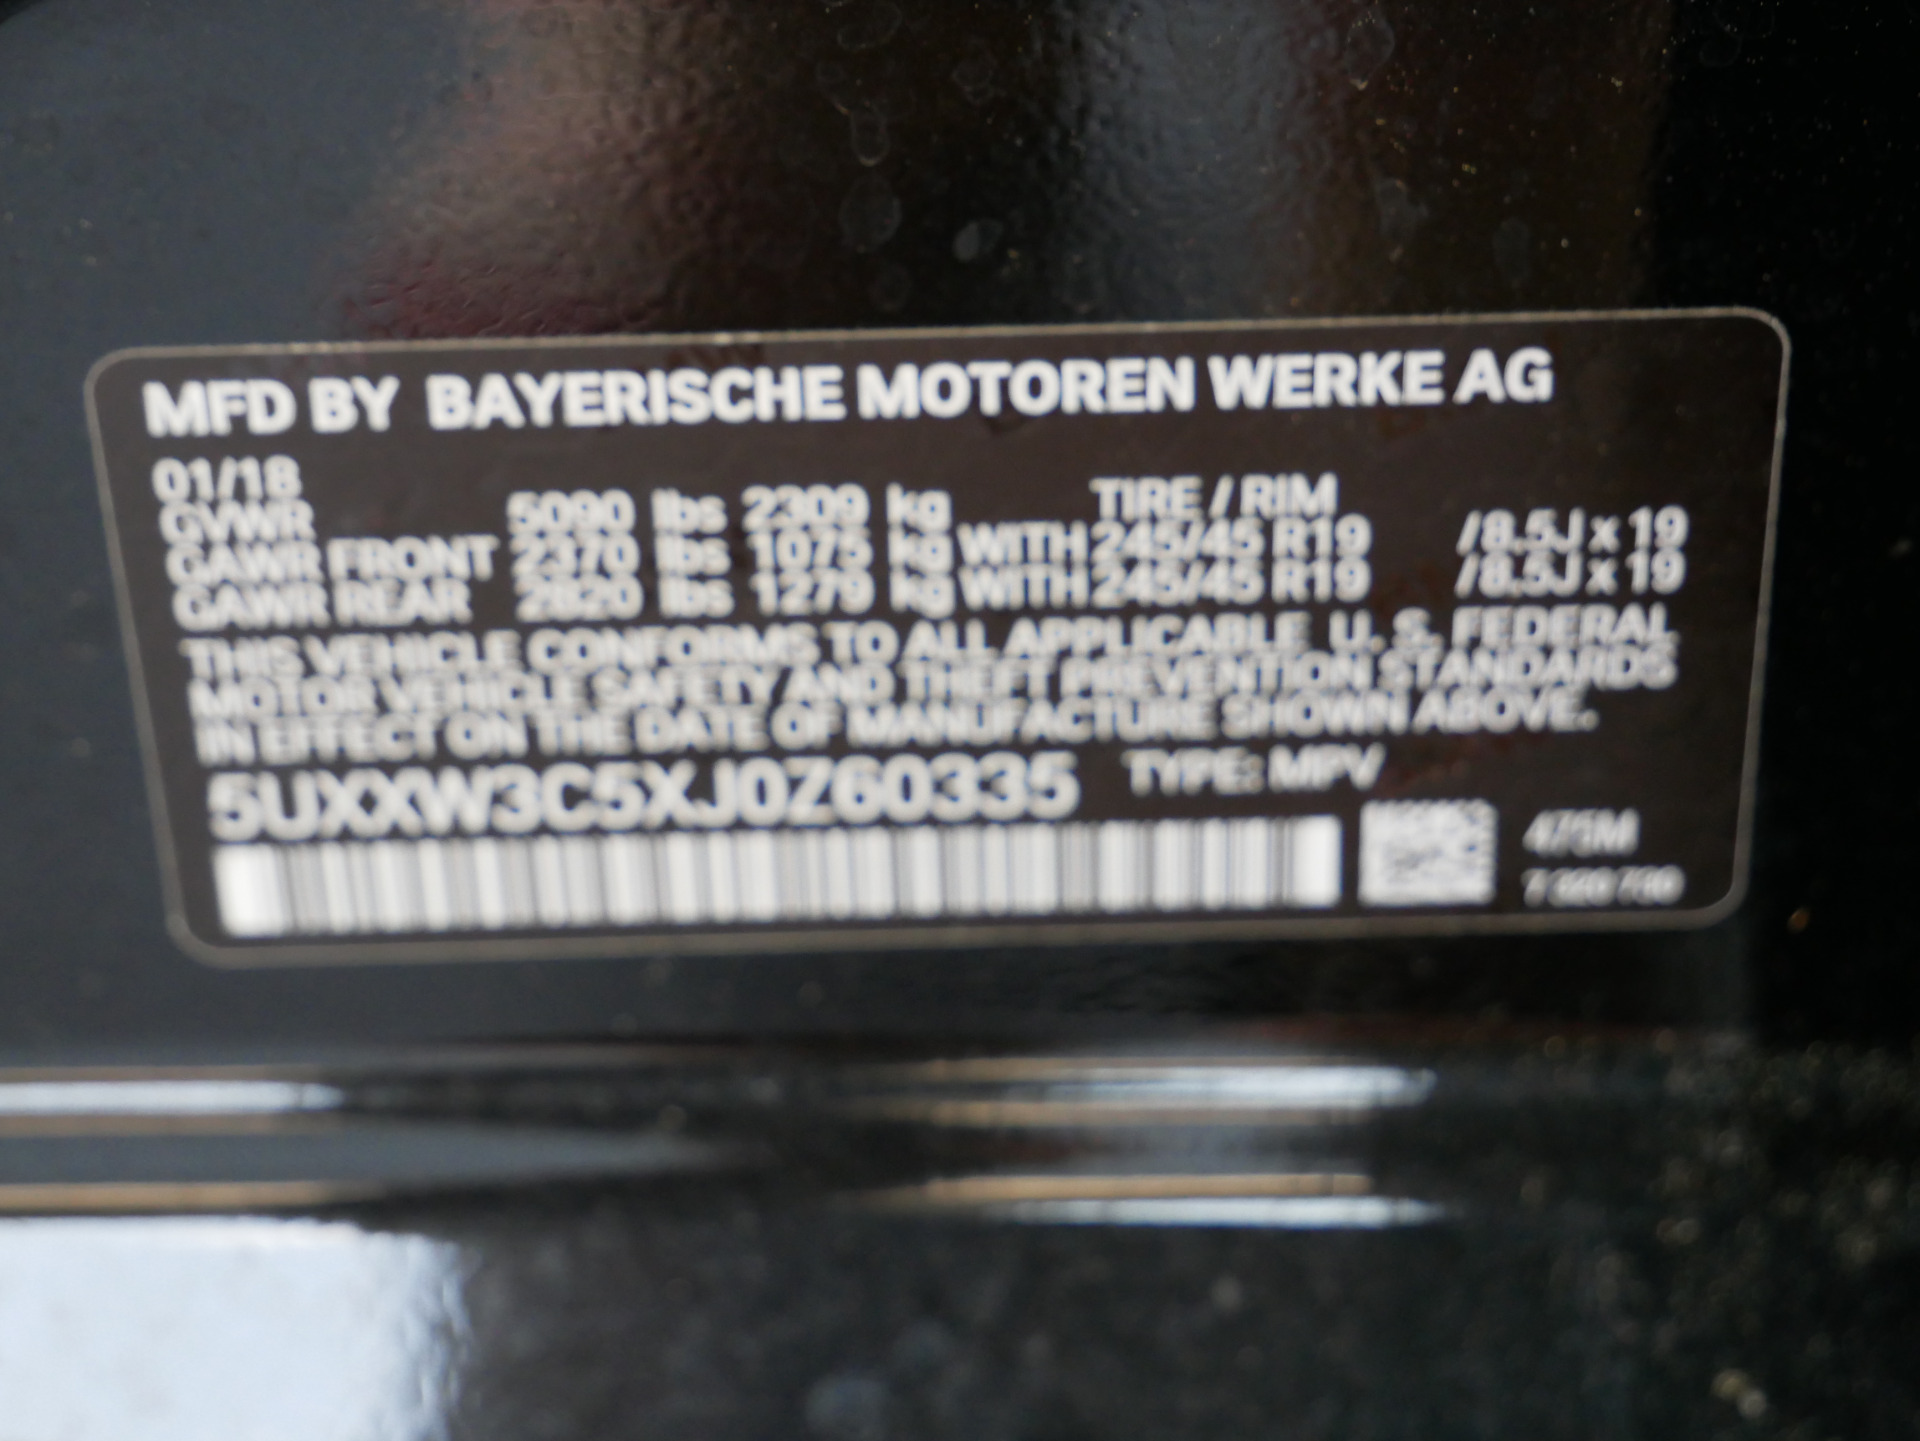 MFD BY BAYERISCHE MOTOREN WERKE AG
01/18
GVWR 5090 lbs 2309 kg TIRE / RIM
GAWR FRONT 2370 lbs 1075 kg WITH 245/45 R19 /8.5J x 19
GAWR REAR 2820 lbs 1279 kg WITH 245/45 R19 /8.5J x 19
THIS VEHICLE CONFORMS TO ALL APPLICABLE U. S. FEDERAL
MOTOR VEHICLE SAFETY AND THEFT PREVENTION STANDARDS
IN EFFECT ON THE DATE OF MANUFACTURE SHOWN ABOVE.
5UXXW3C5XJ0Z60335 TYPE: MPV
475M